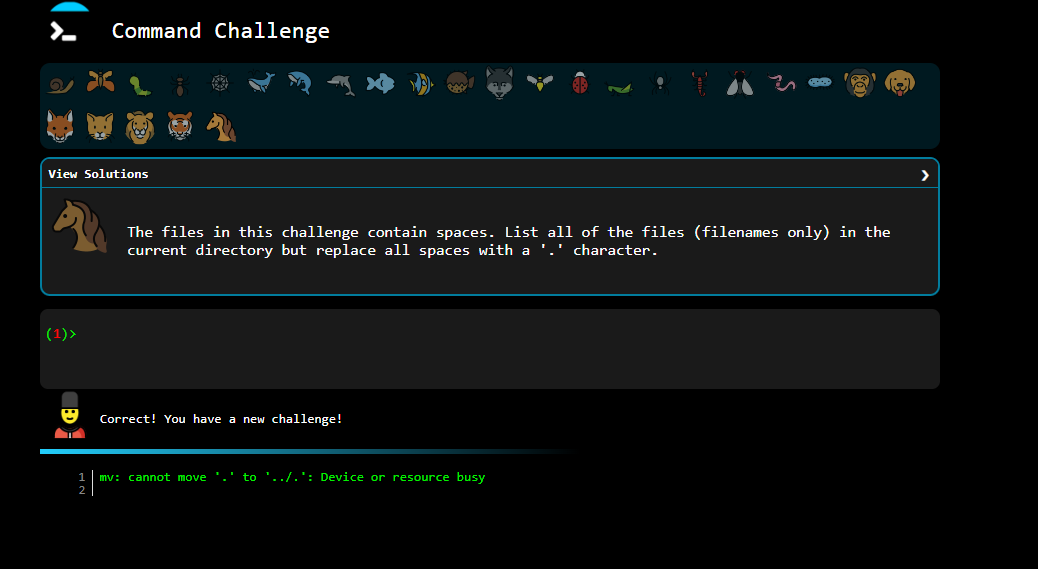 Command Challenge
View Solutions
The files in this challenge contain spaces. List all of the files (filenames only) in the
current directory but replace all spaces with a '.' character.
(1)>
Correct! You have a new challenge!
1 mv: cannot move '.' to '../.': Device or resource busy
2